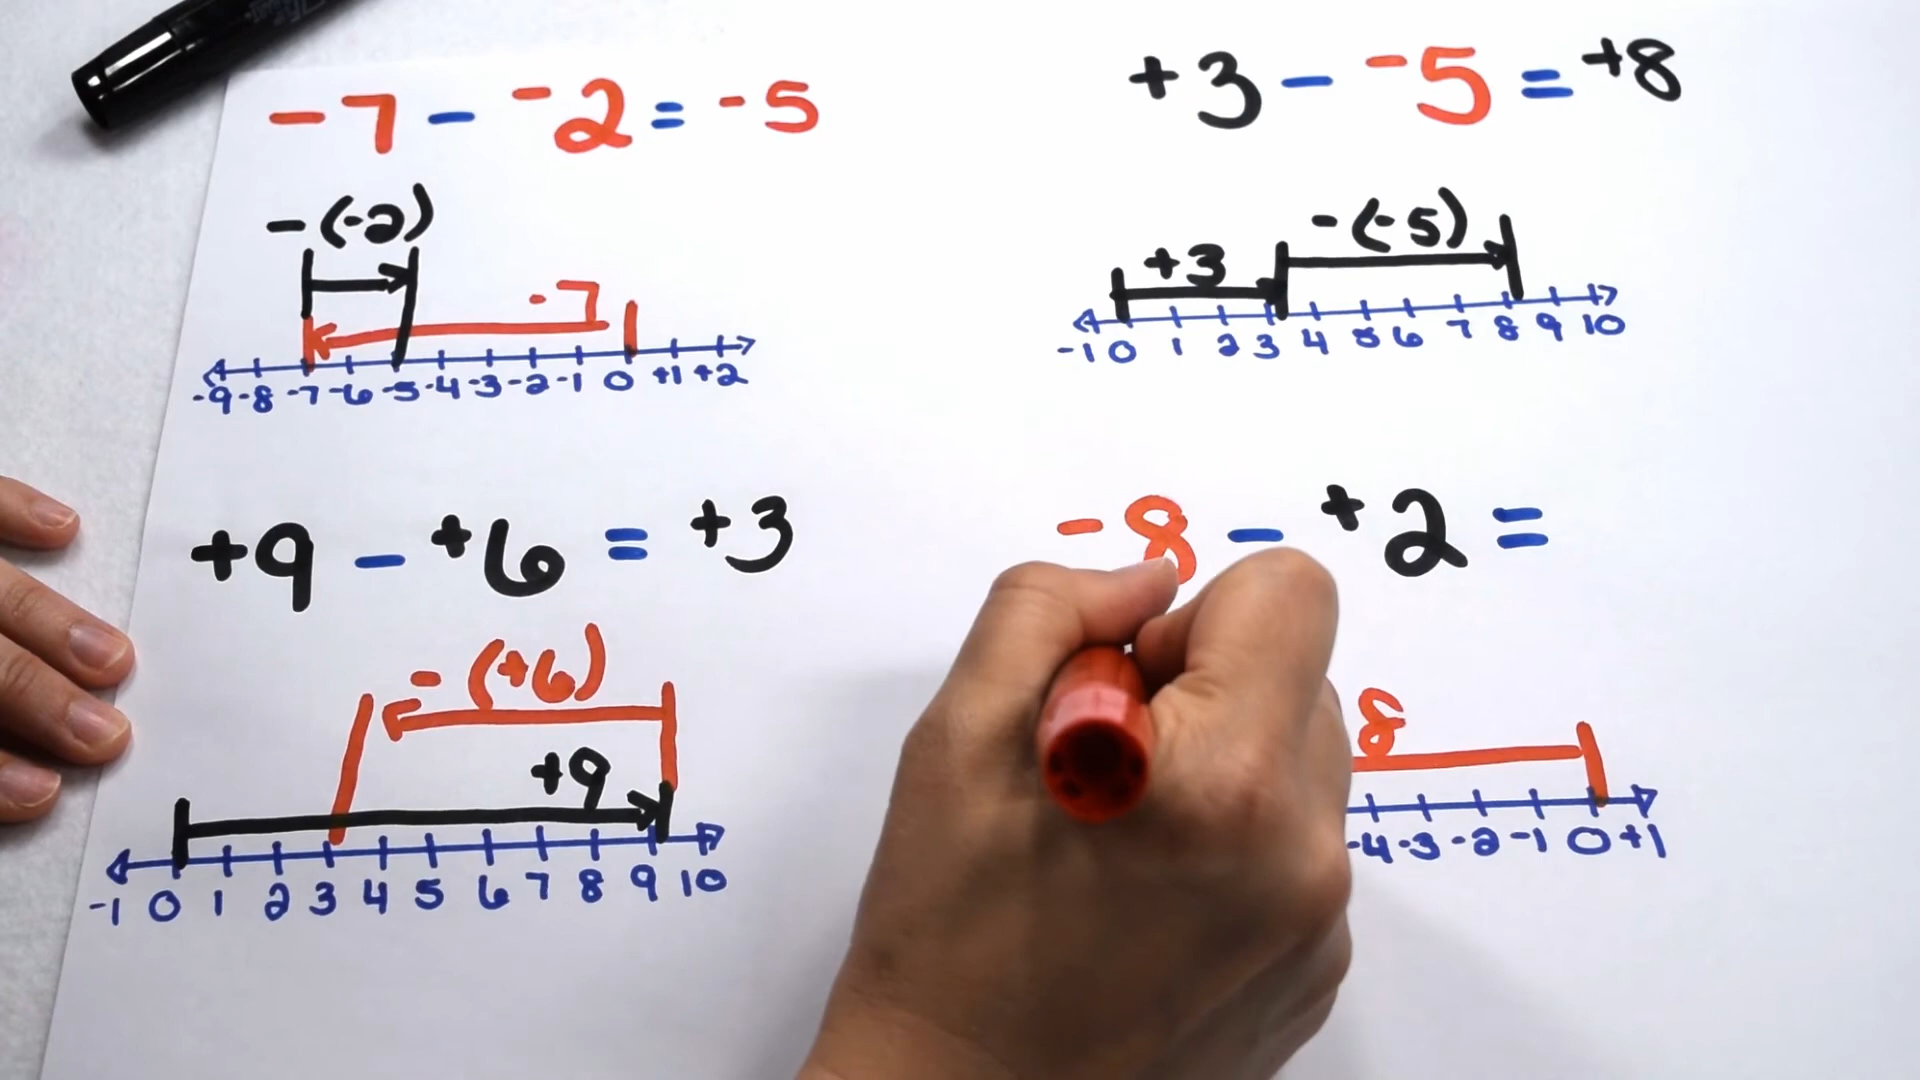 -7 - -2 = -5
-(-2)
-7
-9 -8 -7 -6 -5 -4 -3 -2 -1 0 +1 +2
+3 - -5 = +8
+3 -(-5)
-1 0 1 2 3 4 5 6 7 8 9 10
+9 - +6 = +3
-(+6)
+9
-1 0 1 2 3 4 5 6 7 8 9 10
-8 - +2 =
8
-4 -3 -2 -1 0 +1